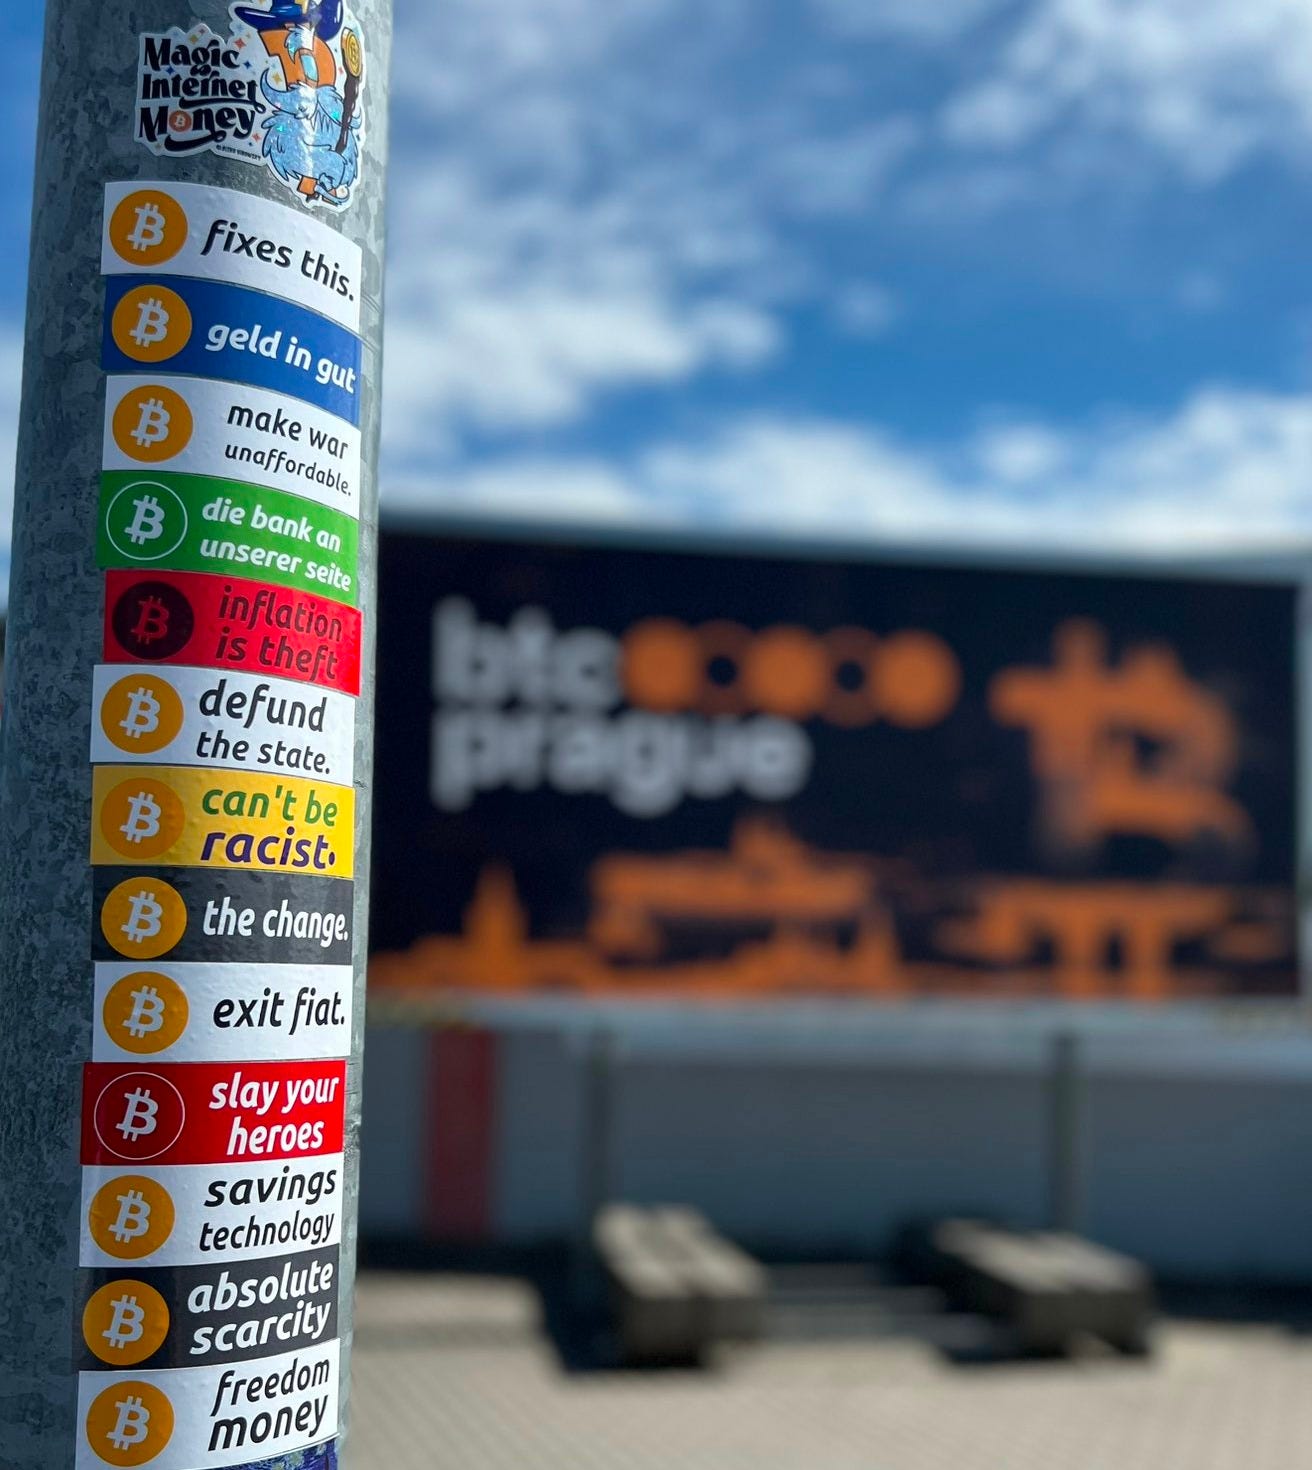 Magic
Internet
Money
fixes this.
geld in gut
make war
unaffordable.
die bank an
unserer seite
inflation
is theft
defund
the state.
can't be
racist.
the change.
exit fiat.
slay your
heroes
savings
technology
absolute
scarcity
freedom
money
btc
prague